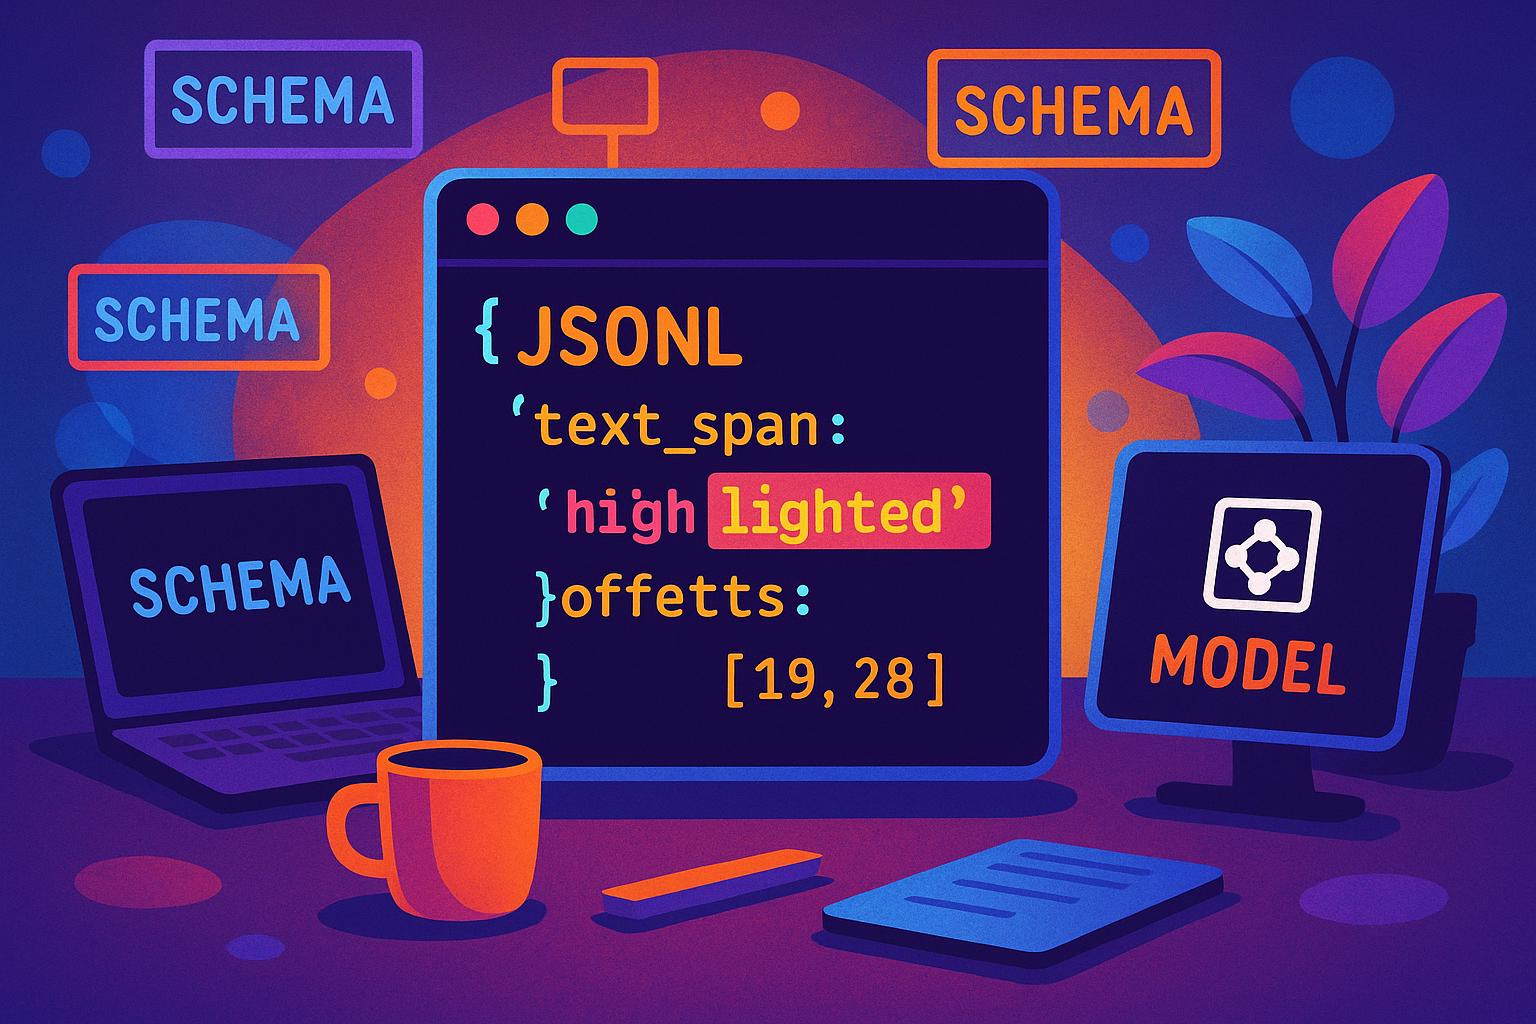 SCHEMA
SCHEMA
SCHEMA
{ JSONL
‘text_span:
‘highlighted’
}offetts:
} [19, 28]
SCHEMA
MODEL